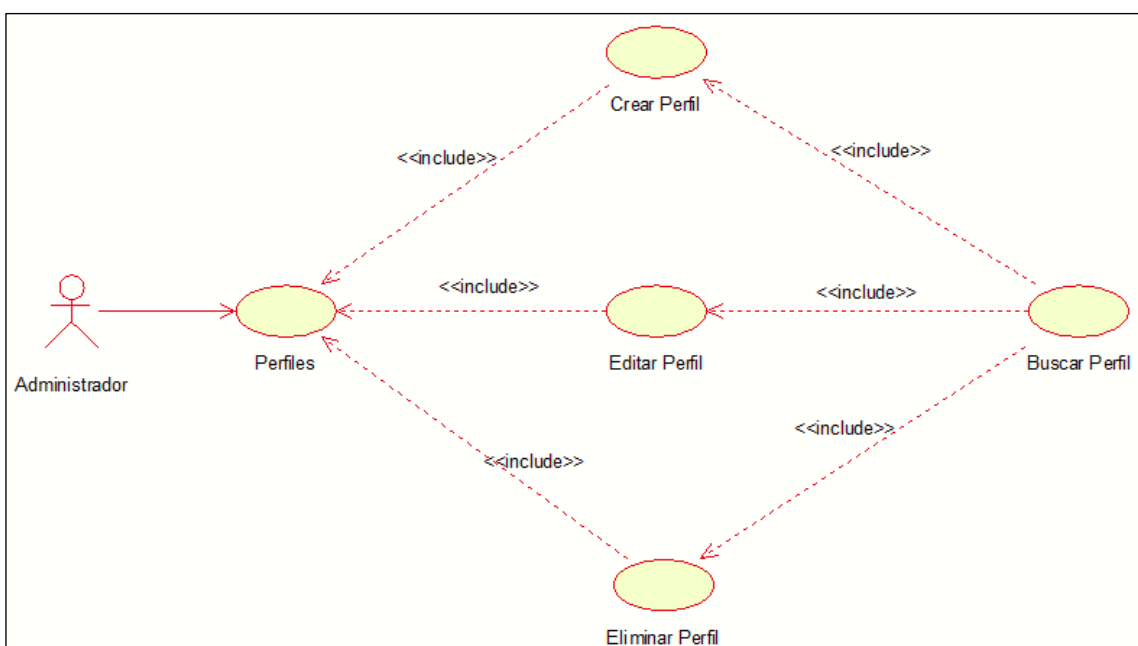 Crear Perfil
<<include>>
<<include>>
<<include>>
<<include>>
Administrador
Perfiles
Editar Perfil
Buscar Perfil
<<include>>
<<include>>
Eliminar Perfil